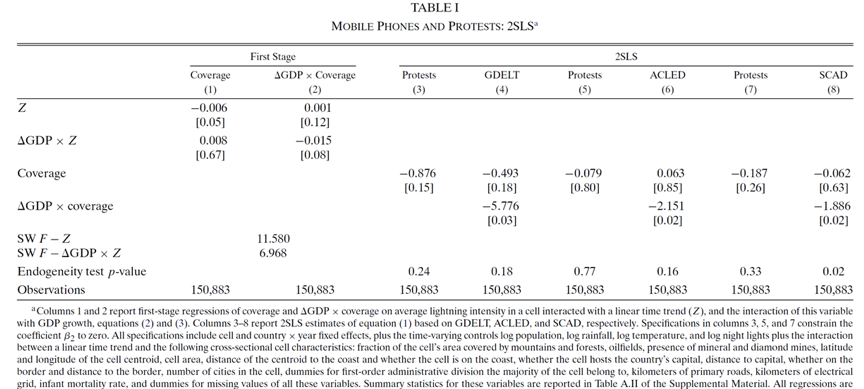 TABLE I
MOBILE PHONES AND PROTESTS: 2SLSᵃ
First Stage 2SLS
Coverage ΔGDP × Coverage Protests GDELT Protests ACLED Protests SCAD
(1) (2) (3) (4) (5) (6) (7) (8)
Z −0.006 0.001
[0.05] [0.12]
ΔGDP × Z 0.008 −0.015
[0.67] [0.08]
Coverage −0.876 −0.493 −0.079 0.063 −0.187 −0.062
[0.15] [0.18] [0.80] [0.85] [0.26] [0.63]
ΔGDP × coverage −5.776 −2.151 −1.886
[0.03] [0.02] [0.02]
SW F − Z 11.580
SW F − ΔGDP × Z 6.968
Endogeneity test p-value 0.24 0.18 0.77 0.16 0.33 0.02
Observations 150,883 150,883 150,883 150,883 150,883 150,883 150,883 150,883
ᵃColumns 1 and 2 report first-stage regressions of coverage and ΔGDP × coverage on average lightning intensity in a cell interacted with a linear time trend (Z), and the interaction of this variable
with GDP growth, equations (2) and (3). Columns 3–8 report 2SLS estimates of equation (1) based on GDELT, ACLED, and SCAD, respectively. Specifications in columns 3, 5, and 7 constrain the
coefficient β₂ to zero. All specifications include cell and country × year fixed effects, plus the time-varying controls log population, log rainfall, log temperature, and log night lights plus the interaction
between a linear time trend and the following cross-sectional cell characteristics: fraction of the cell's area covered by mountains and forests, oilfields, presence of mineral and diamond mines, latitude
and longitude of the cell centroid, cell area, distance of the centroid to the coast and whether the cell is on the coast, whether the cell hosts the country's capital, distance to capital, whether on the
border and distance to the border, number of cities in the cell, dummies for first-order administrative division the majority of the cell belong to, kilometers of primary roads, kilometers of electrical
grid, infant mortality rate, and dummies for missing values of all these variables. Summary statistics for these variables are reported in Table A.II of the Supplemental Material. All regressions are